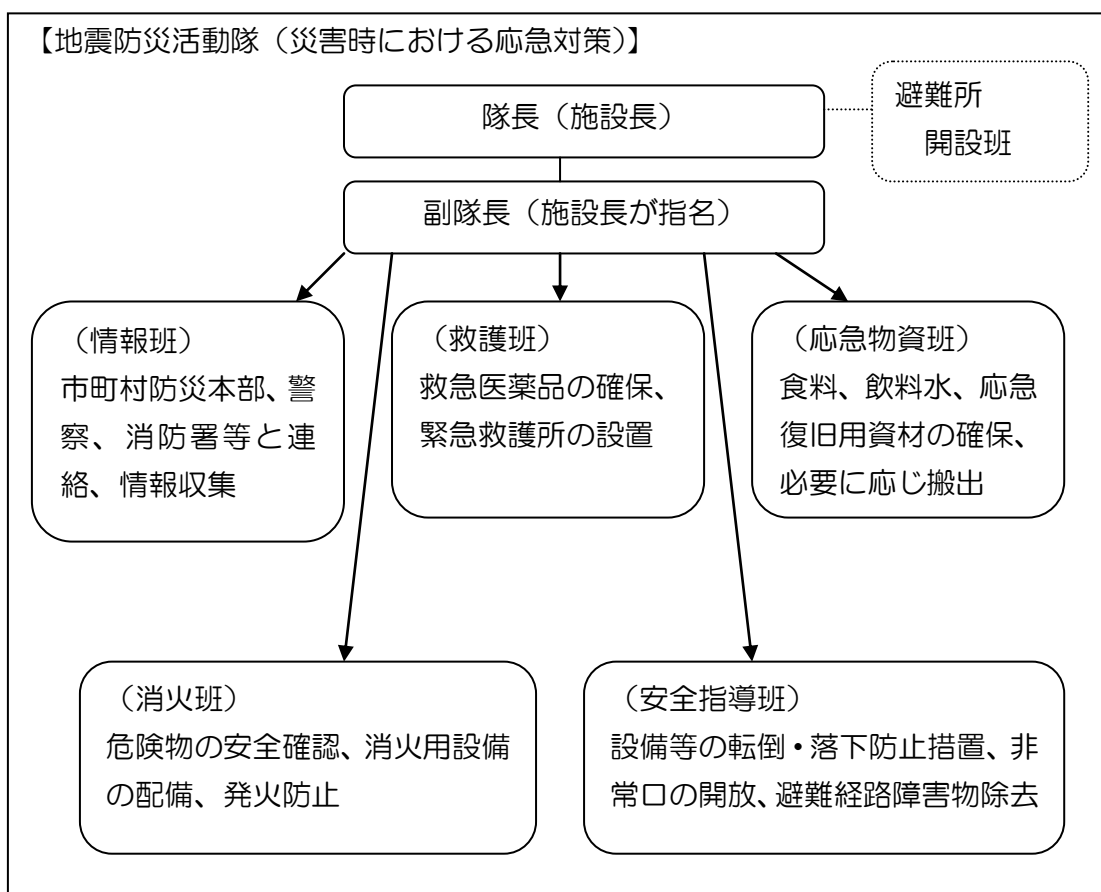 【地震防災活動隊（災害時における応急対策）】
隊長（施設長）
避難所
開設班
副隊長（施設長が指名）
（情報班）
市町村防災本部、警
察、消防署等と連
絡、情報収集
（救護班）
救急医薬品の確保、
緊急救護所の設置
（応急物資班）
食料、飲料水、応急
復旧用資材の確保、
必要に応じ搬出
（消火班）
危険物の安全確認、消火用設備
の配備、発火防止
（安全指導班）
設備等の転倒・落下防止措置、非
常口の開放、避難経路障害物除去